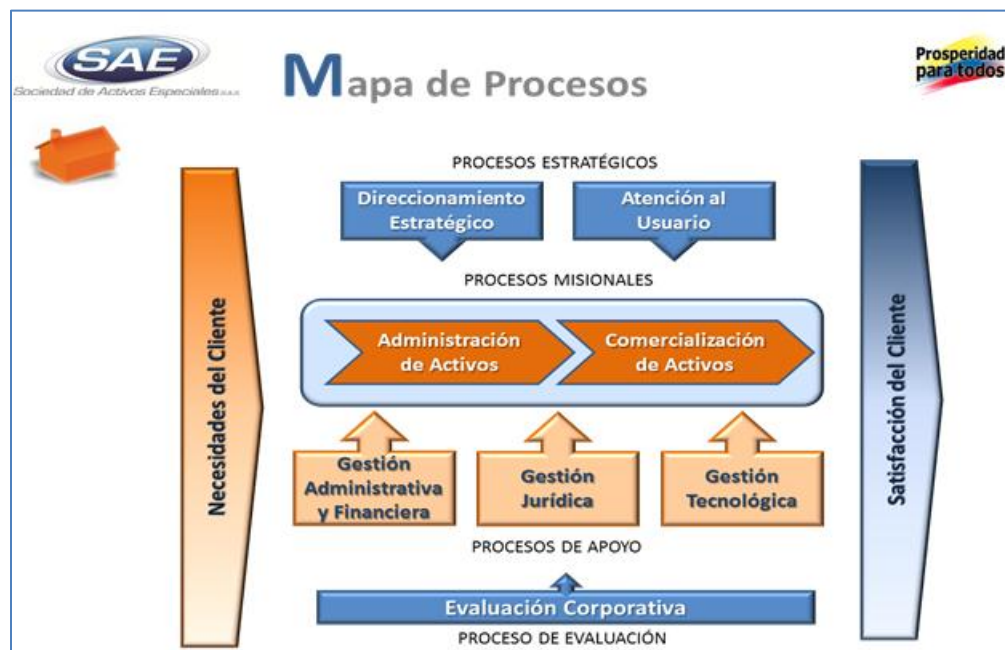 SAE
Sociedad de Activos Especiales S.A.S
Mapa de Procesos
Prosperidad
para todos
PROCESOS ESTRATÉGICOS
Direccionamiento
Estratégico
Atención al
Usuario
PROCESOS MISIONALES
Necesidades del Cliente
Administración
de Activos
Comercialización
de Activos
Satisfacción del Cliente
Gestión
Administrativa
y Financiera
Gestión
Jurídica
Gestión
Tecnológica
PROCESOS DE APOYO
Evaluación Corporativa
PROCESO DE EVALUACIÓN